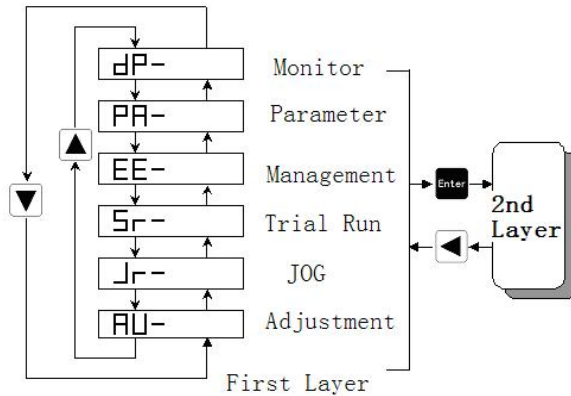 dP- Monitor
PA- Parameter
EE- Management
Enter
Sr- Trial Run
2nd
Layer
Jr- JOG
AU- Adjustment
First Layer